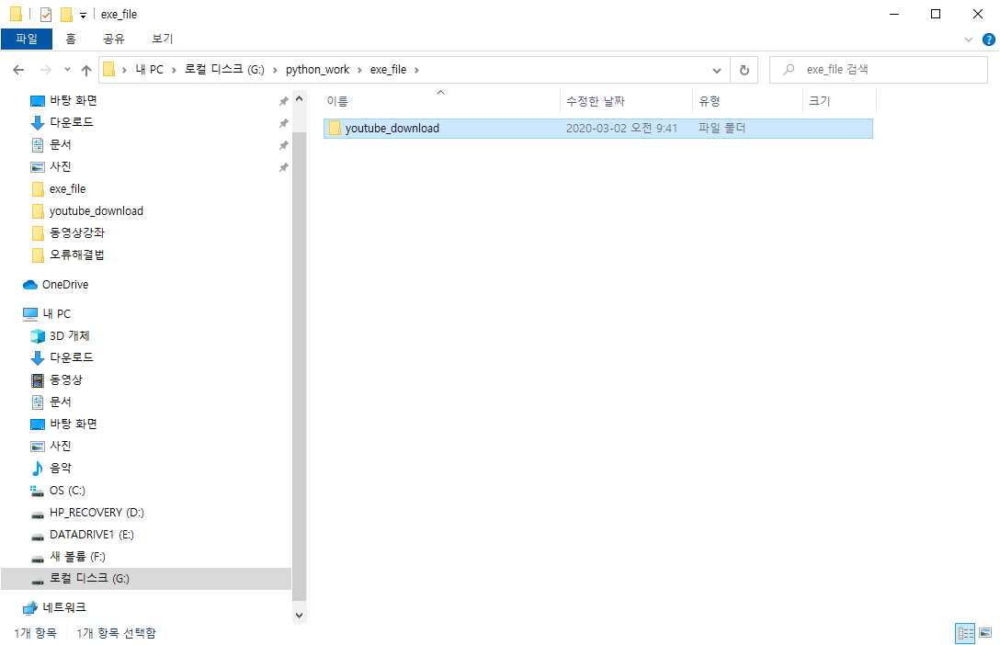 exe_file
파일 홈 공유 보기
내 PC 로컬 디스크 (G:) python_work exe_file
exe_file 검색
바탕 화면
다운로드
문서
사진
exe_file
youtube_download
동영상강좌
오류해결법
OneDrive
내 PC
3D 개체
다운로드
동영상
문서
바탕 화면
사진
음악
OS (C:)
HP_RECOVERY (D:)
DATADRIVE1 (E:)
새 볼륨 (F:)
로컬 디스크 (G:)
네트워크
이름 수정한 날짜 유형 크기
youtube_download 2020-03-02 오전 9:41 파일 폴더
1개 항목 1개 항목 선택함